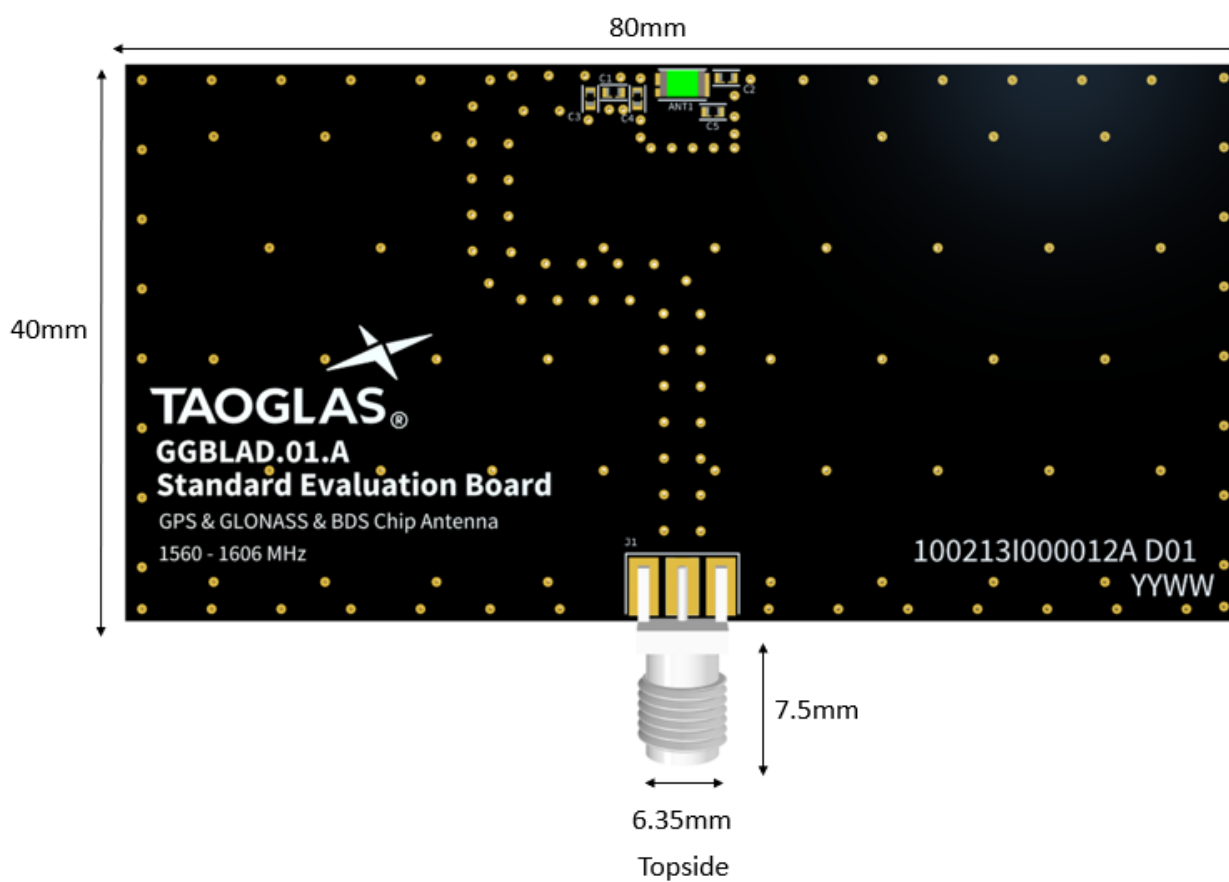 80mm
C1
C2
ANT1
C3
C4
C5
40mm
TAOGLAS®
GGBLAD.01.A
Standard Evaluation Board
GPS & GLONASS & BDS Chip Antenna
1560 - 1606 MHz
J1
100213I000012A D01
YYWW
7.5mm
6.35mm
Topside